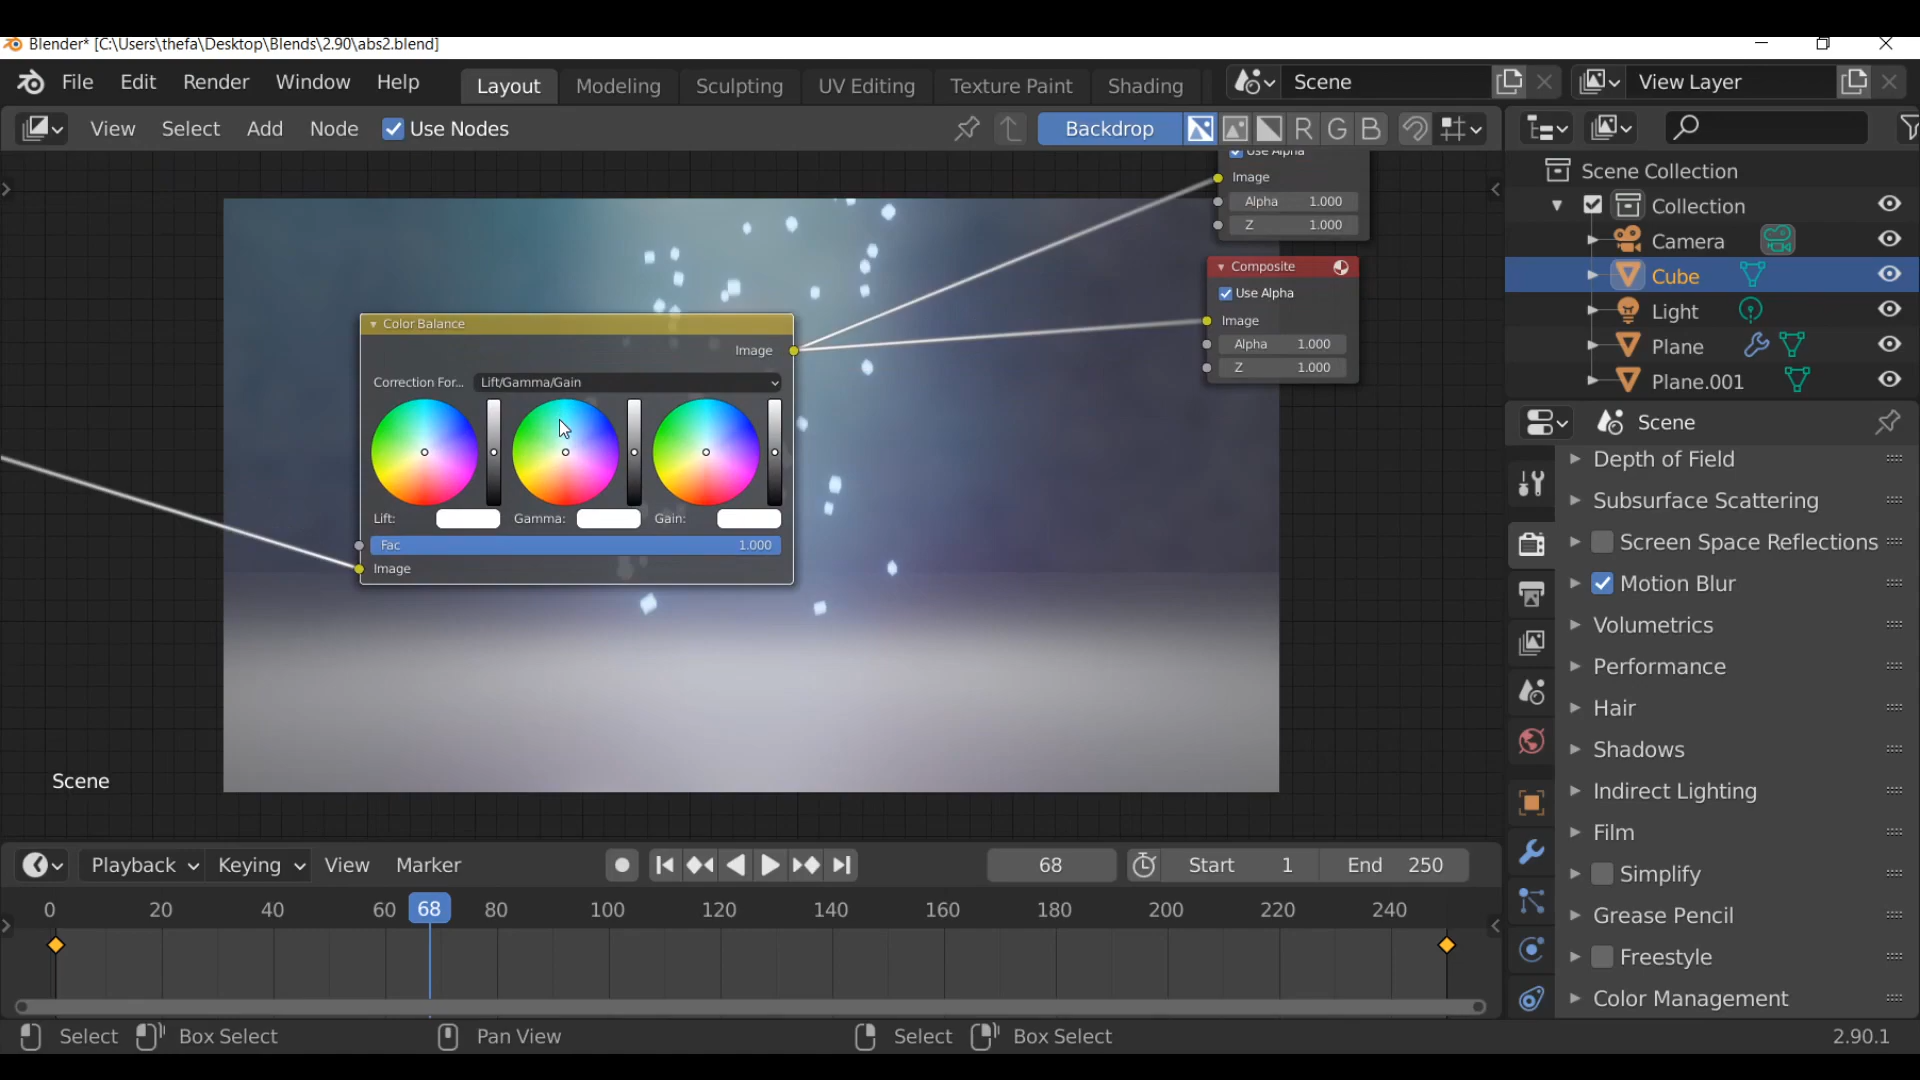 Blender* [C:\Users\thefa\Desktop\Blends\2.90\abs2.blend]
File Edit Render Window Help Layout Modeling Sculpting UV Editing Texture Paint Shading Scene View Layer
View Select Add Node Use Nodes Backdrop R G B
Scene Collection
Collection
Camera
Cube
Light
Plane
Plane.001
Use Alpha
Image
Alpha 1.000
Z 1.000
Composite
Use Alpha
Image
Alpha 1.000
Z 1.000
Color Balance
Image
Correction For... Lift/Gamma/Gain
Lift: Gamma: Gain:
Fac 1.000
Image
Scene
Scene
Depth of Field
Subsurface Scattering
Screen Space Reflections
Motion Blur
Volumetrics
Performance
Hair
Shadows
Indirect Lighting
Film
Simplify
Grease Pencil
Freestyle
Color Management
Playback Keying View Marker 68 Start 1 End 250
0 20 40 60 68 80 100 120 140 160 180 200 220 240
Select Box Select Pan View Select Box Select 2.90.1